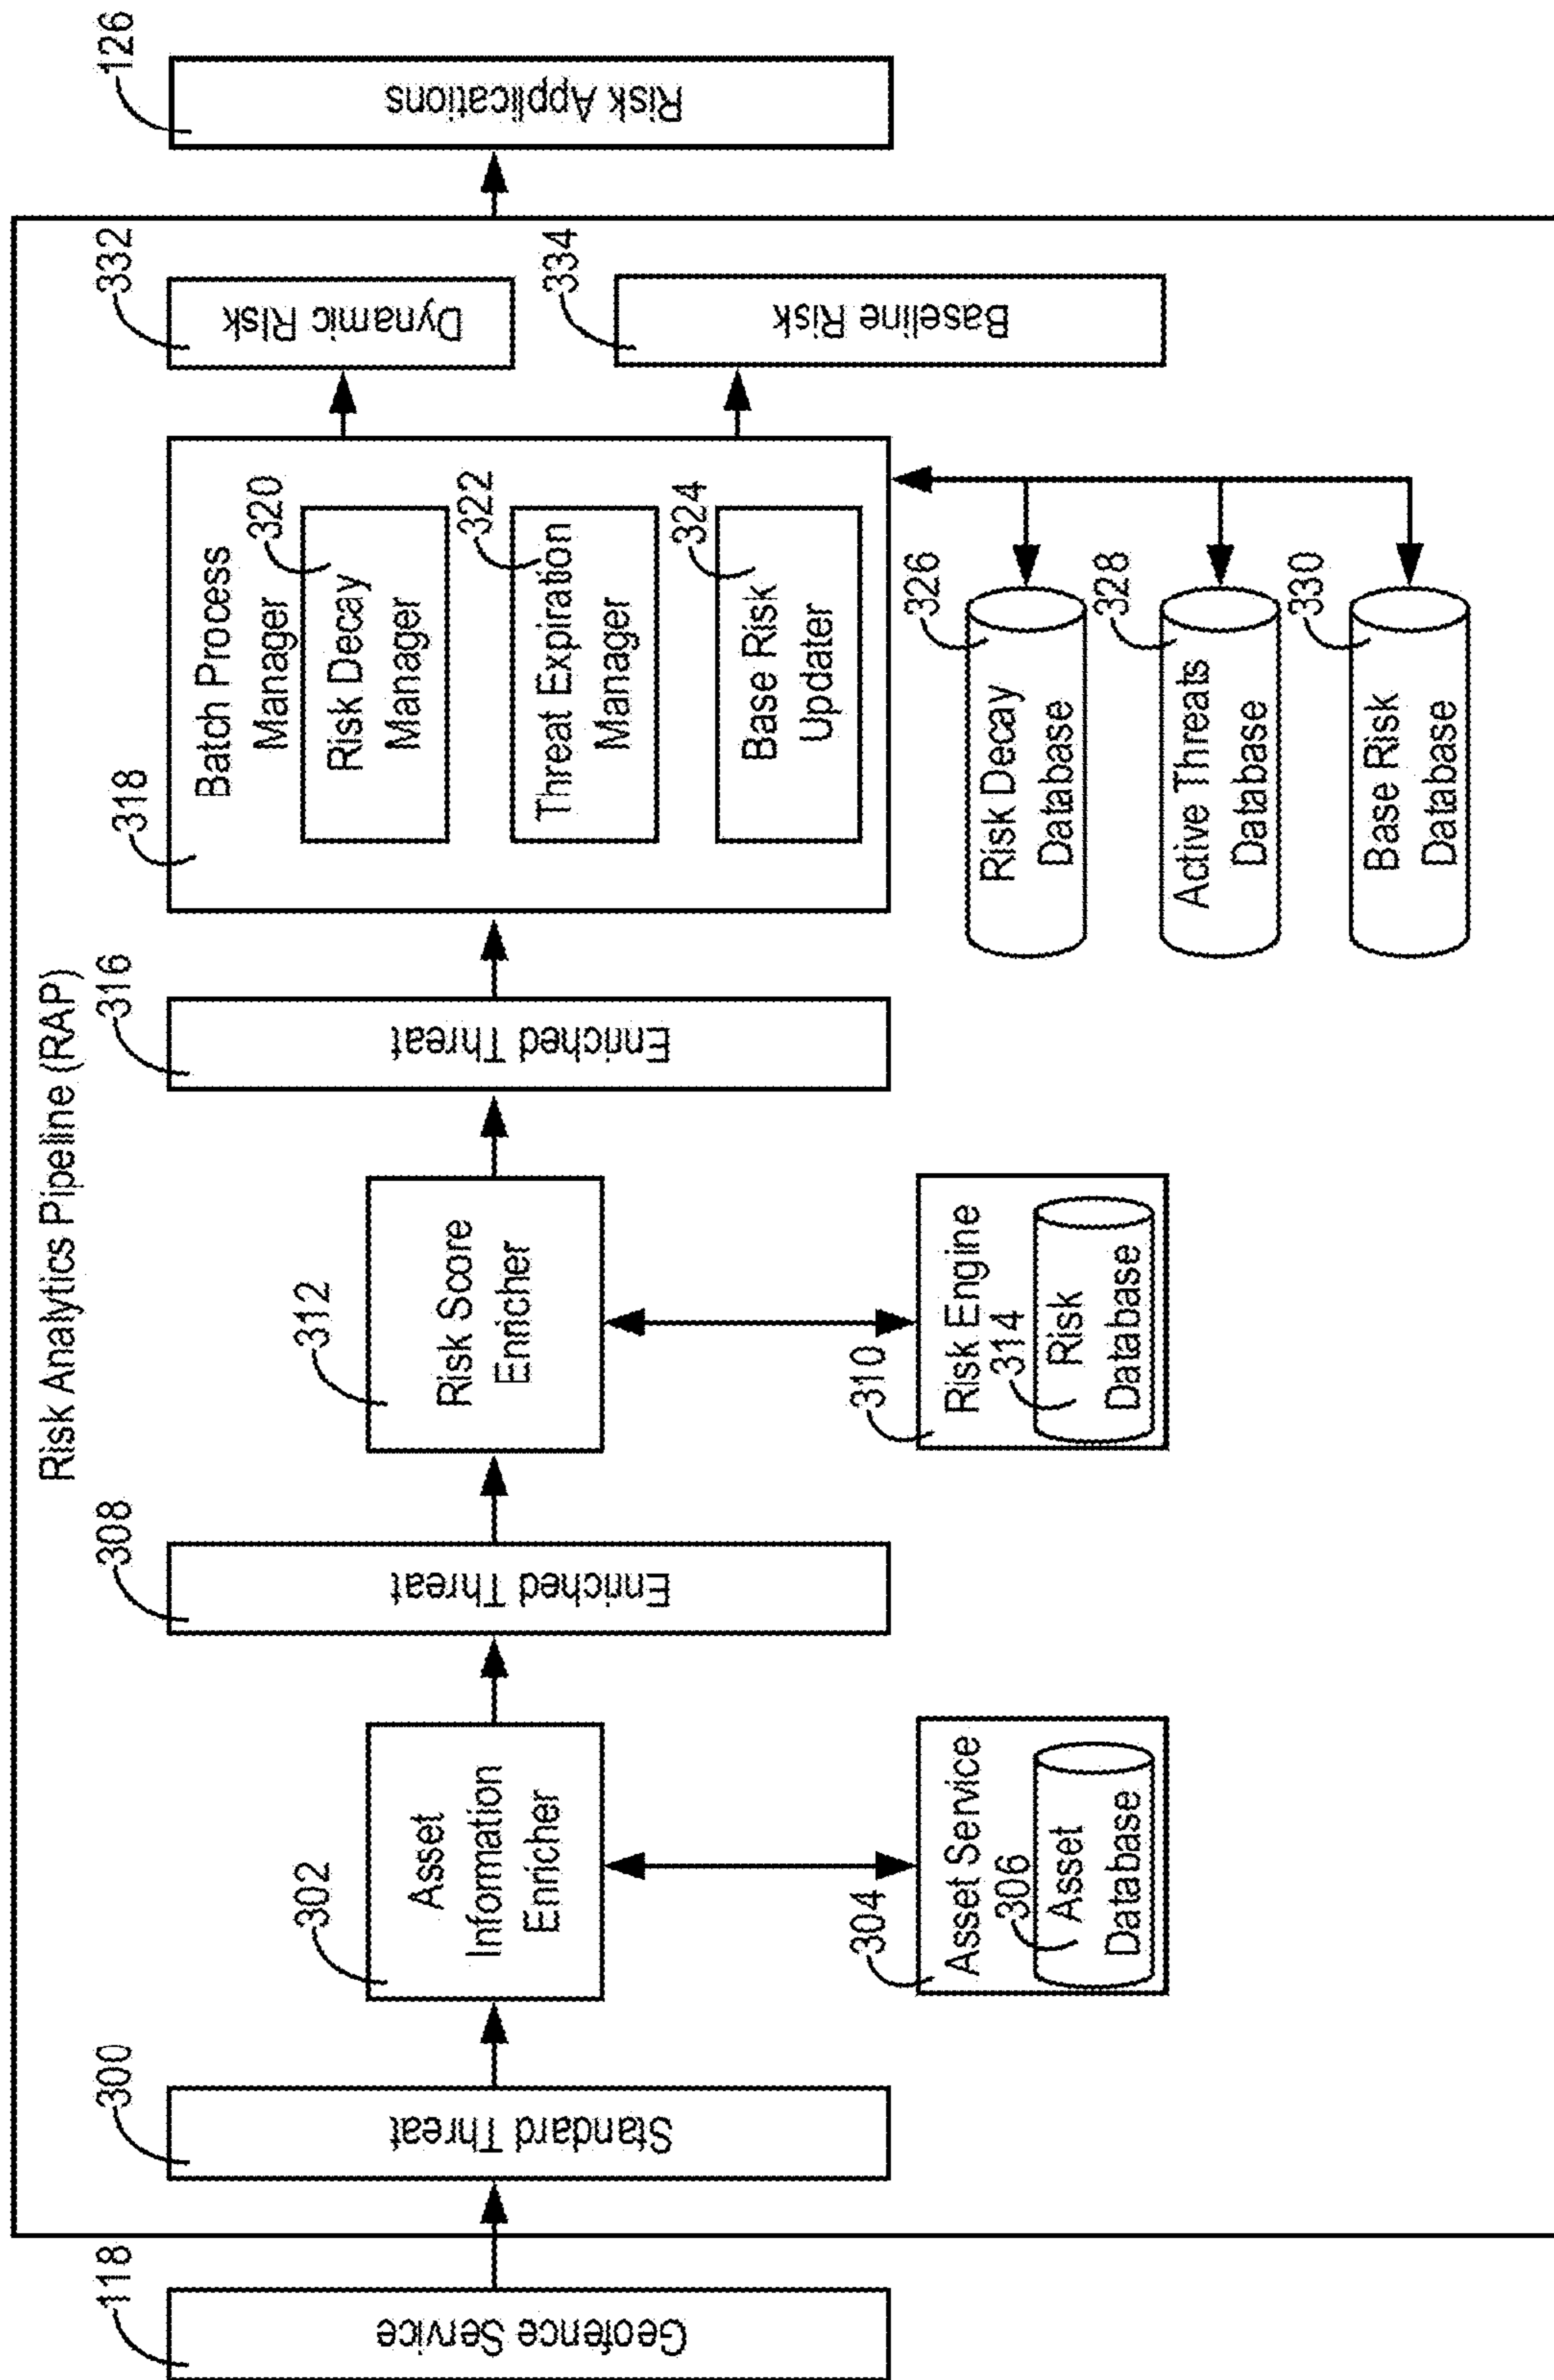 Risk Analytics Pipeline (RAP)
118
Geofence Service
300
Standard Threat
302
Asset
Information
Enricher
304
Asset Service
306
Asset
Database
308
Enriched Threat
312
Risk Score
Enricher
310
Risk Engine
314
Risk
Database
316
Enriched Threat
318
Batch Process
Manager
320
Risk Decay
Manager
322
Threat Expiration
Manager
324
Base Risk
Updater
326
Risk Decay
Database
328
Active Threats
Database
330
Base Risk
Database
332
Dynamic Risk
334
Baseline Risk
126
Risk Applications